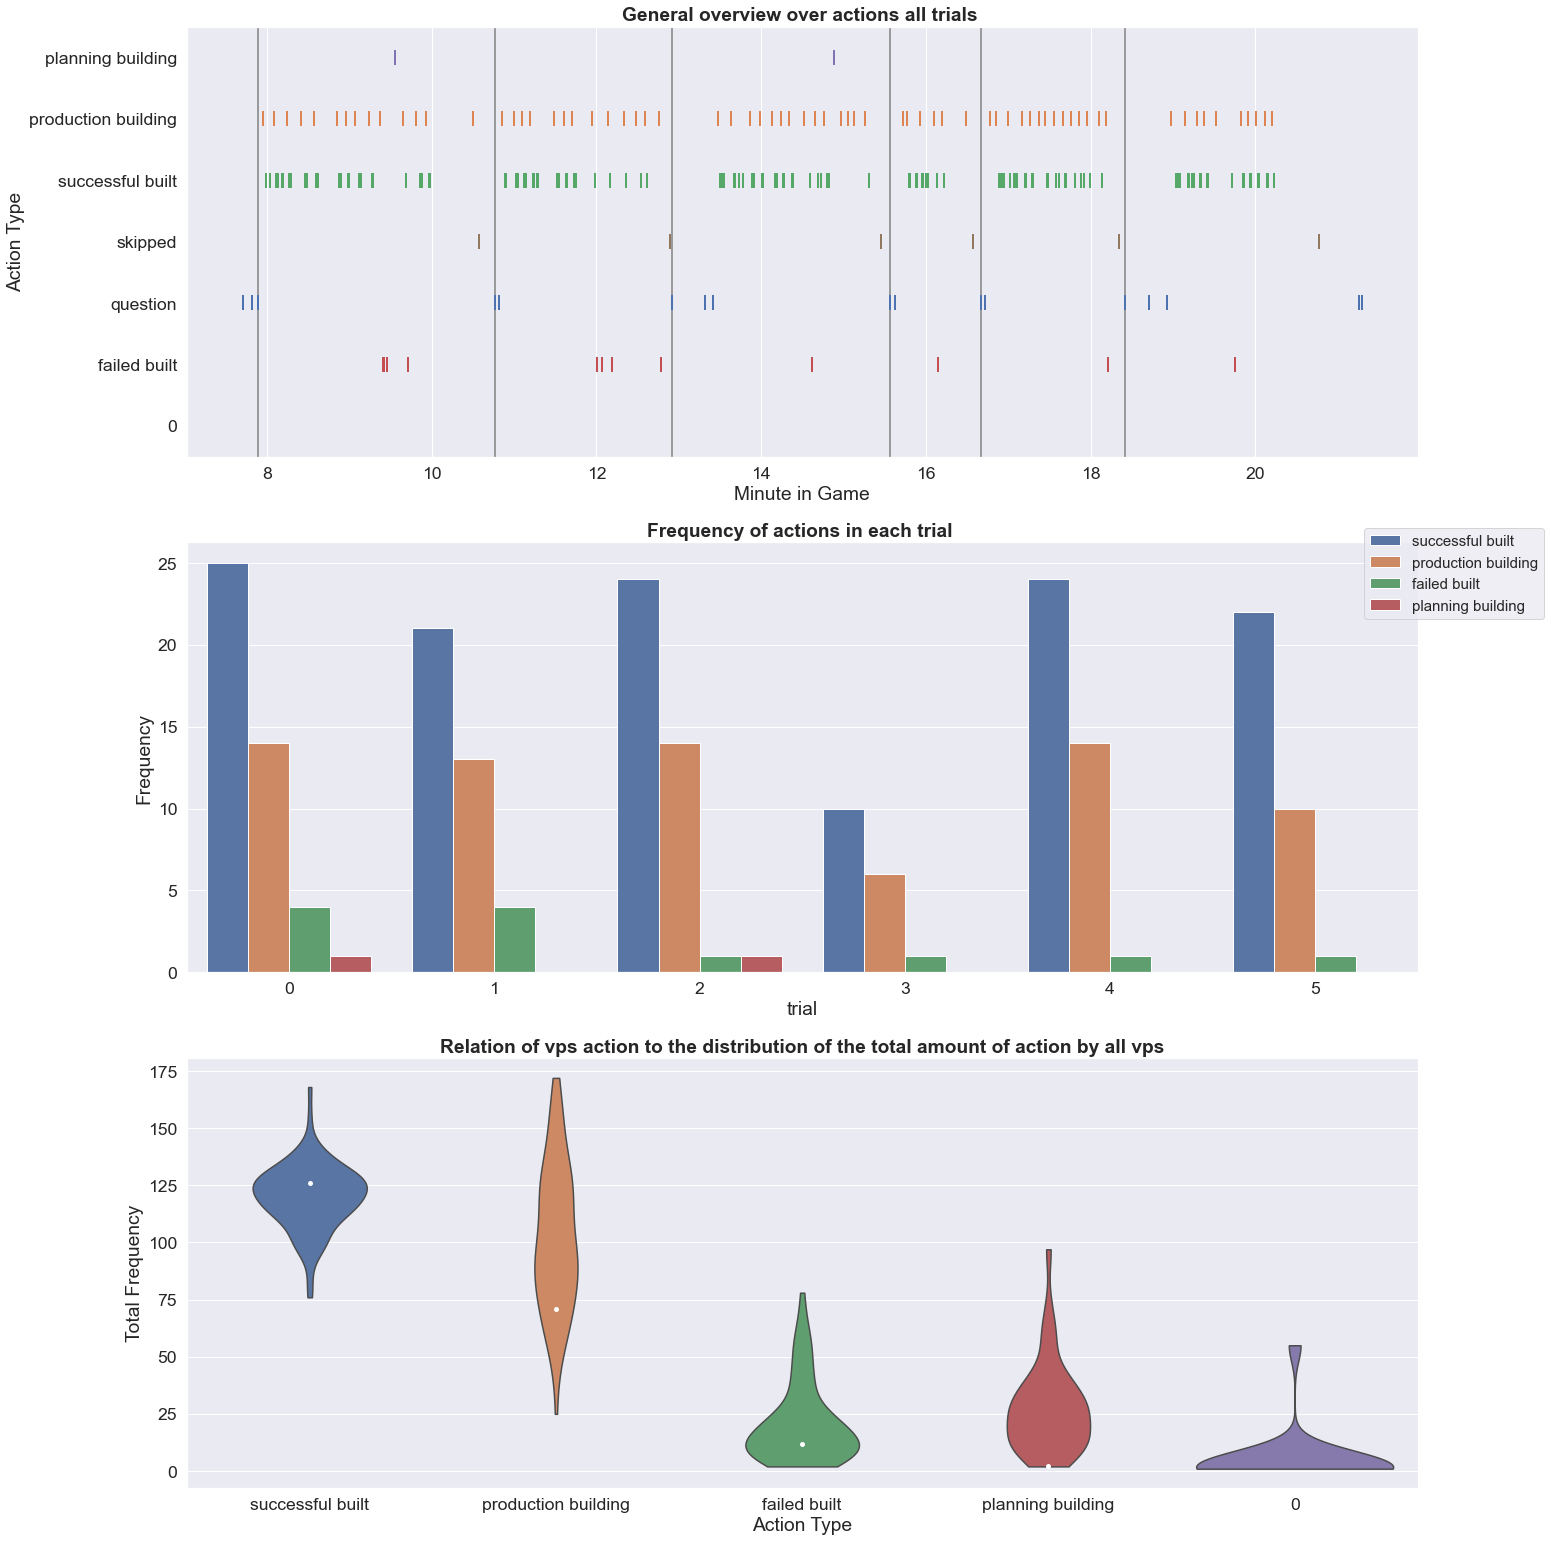 General overview over actions all trials
planning building
production building
successful built
skipped
question
failed built
0
Action Type
8 10 12 14 16 18 20
Minute in Game
Frequency of actions in each trial
successful built
production building
failed built
planning building
25
20
15
10
5
0
Frequency
0 1 2 3 4 5
trial
Relation of vps action to the distribution of the total amount of action by all vps
175
150
125
100
75
50
25
0
Total Frequency
successful built production building failed built planning building 0
Action Type